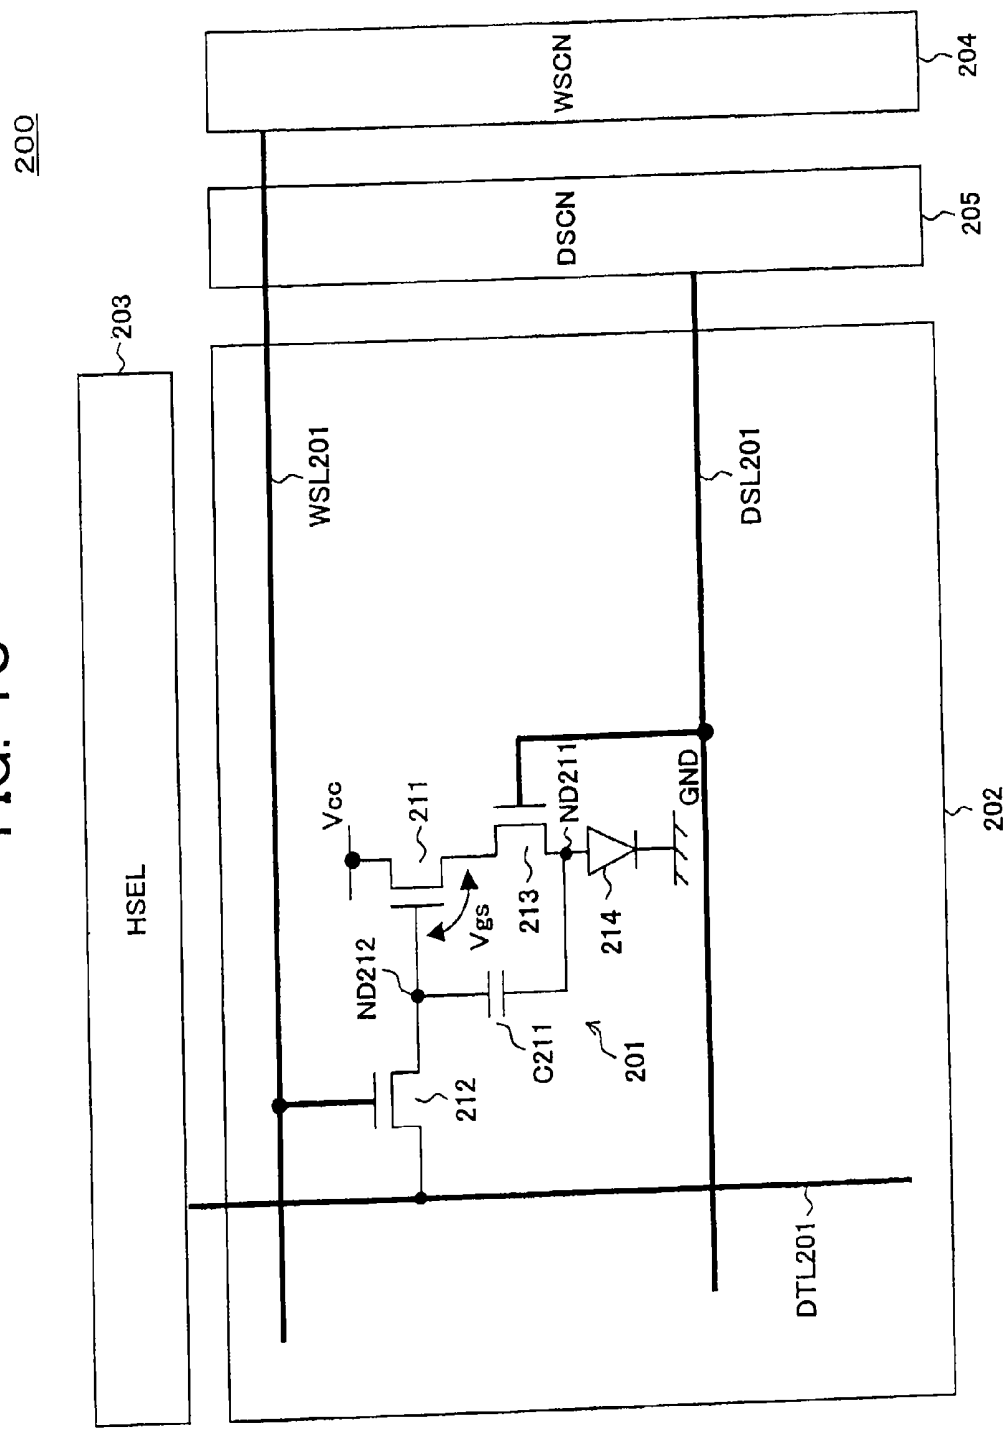 200
HSEL
203
WSCN
204
DSCN
205
WSL201
DSL201
Vcc
211
ND212
Vgs
ND211
213
214
GND
C211
212
201
DTL201
202